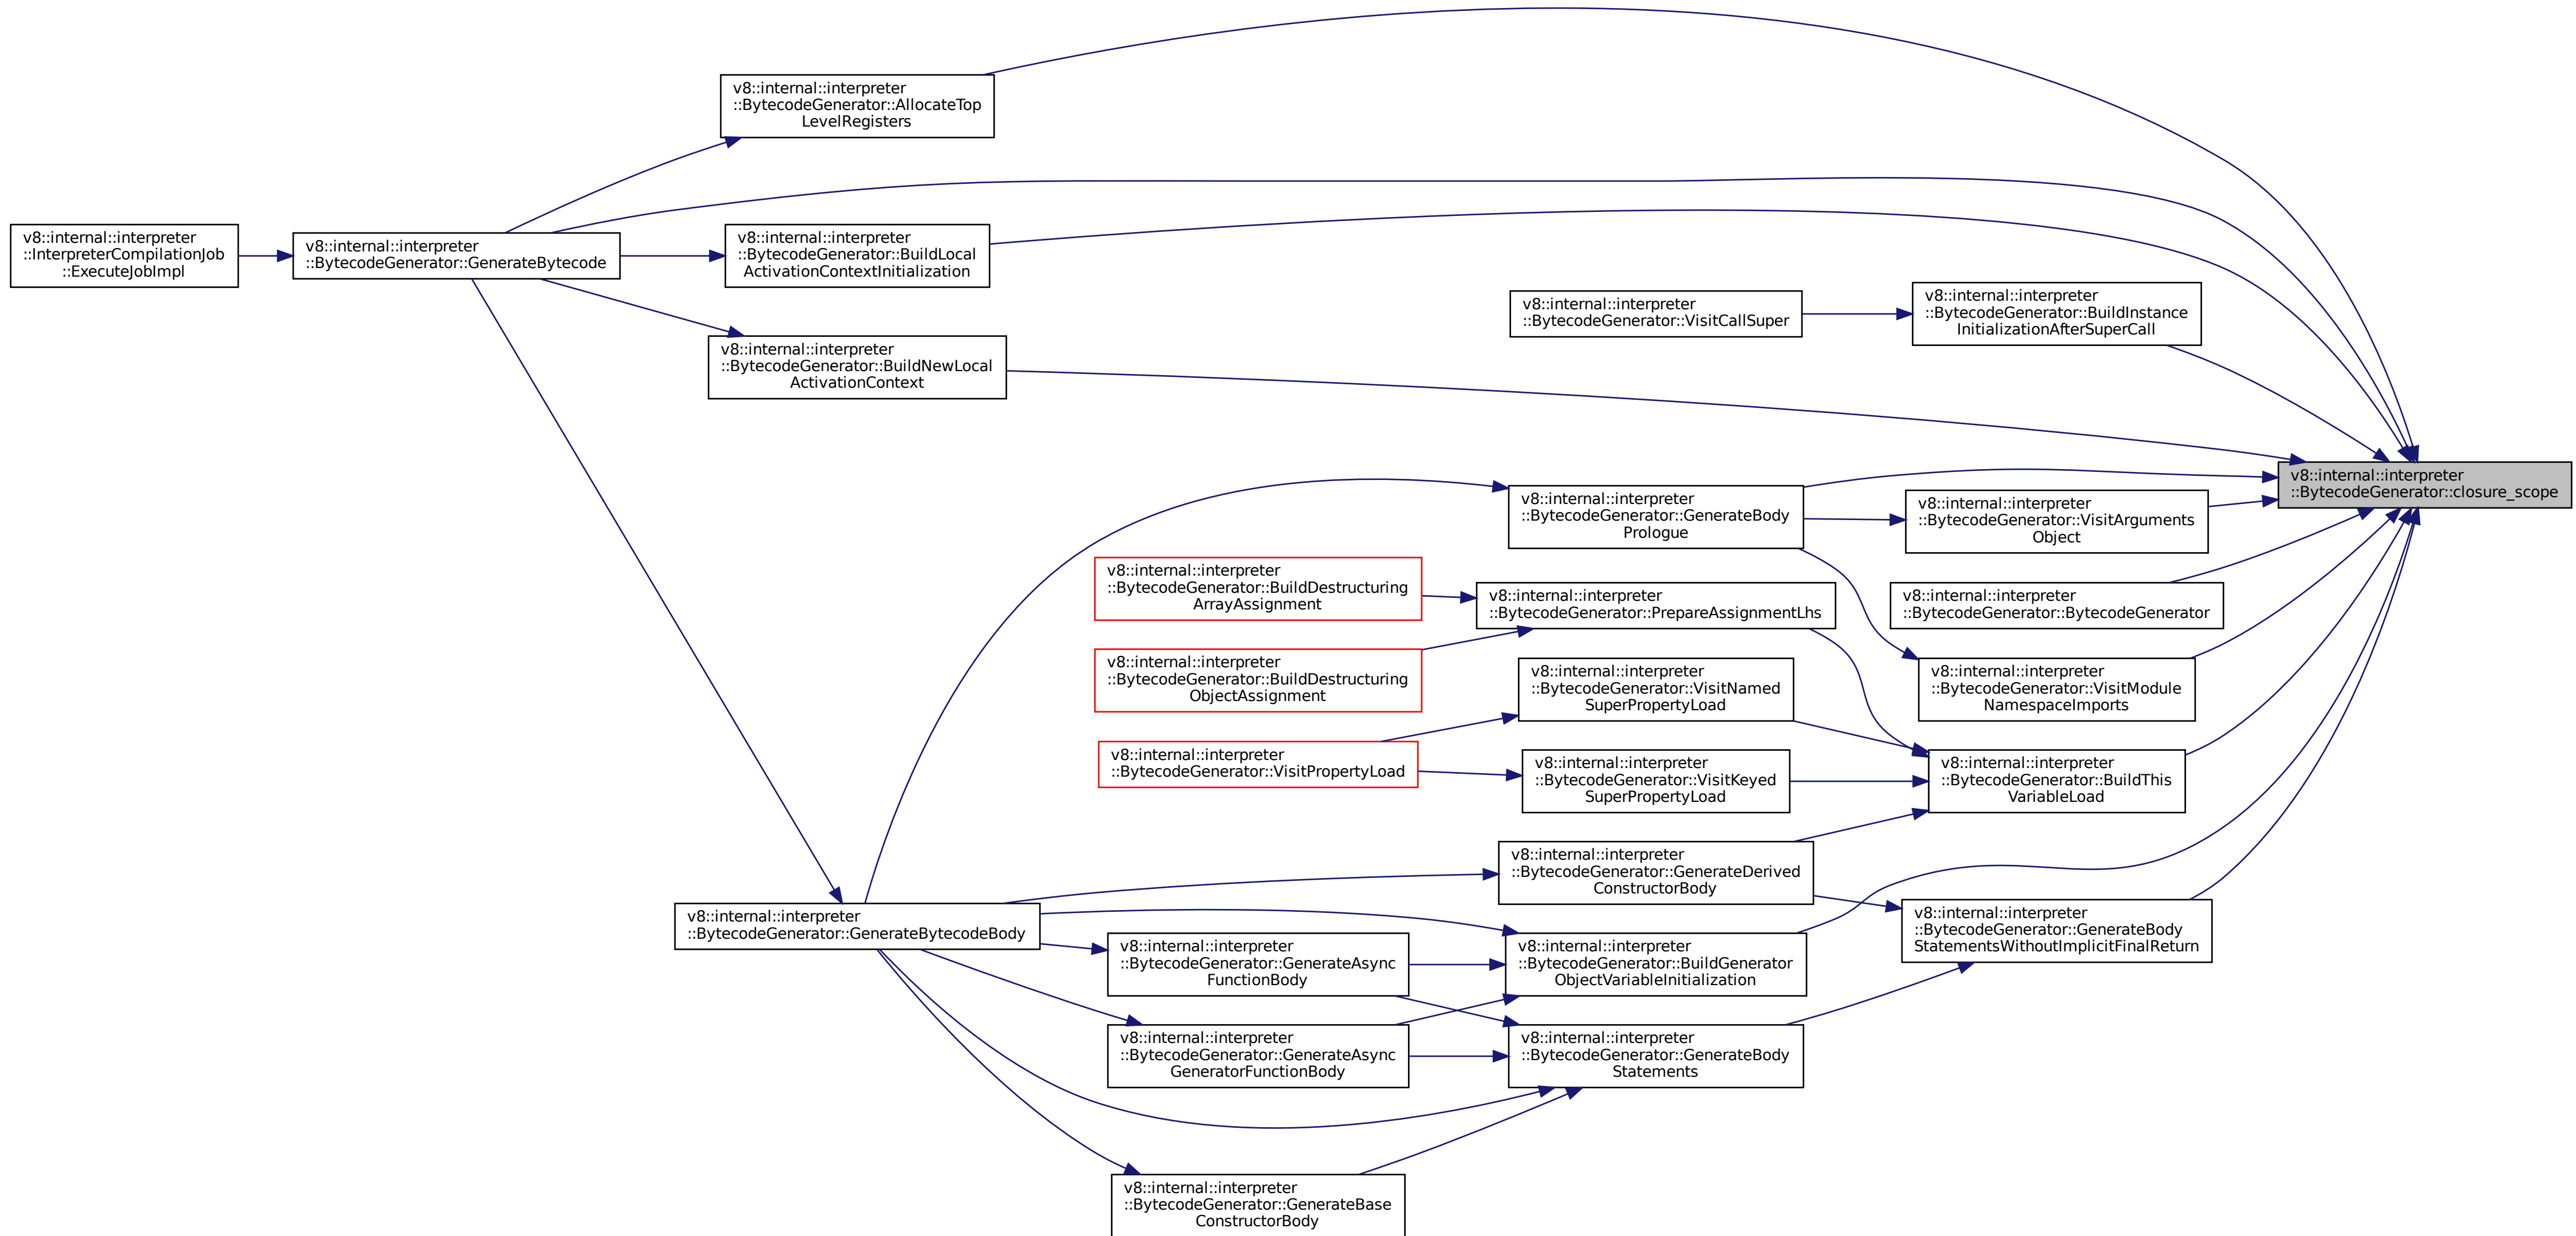 v8::internal::interpreter
::BytecodeGenerator::AllocateTop
LevelRegisters
v8::internal::interpreter
::InterpreterCompilationJob
::ExecuteJobImpl
v8::internal::interpreter
::BytecodeGenerator::GenerateBytecode
v8::internal::interpreter
::BytecodeGenerator::BuildLocal
ActivationContextInitialization
v8::internal::interpreter
::BytecodeGenerator::VisitCallSuper
v8::internal::interpreter
::BytecodeGenerator::BuildInstance
InitializationAfterSuperCall
v8::internal::interpreter
::BytecodeGenerator::BuildNewLocal
ActivationContext
v8::internal::interpreter
::BytecodeGenerator::closure_scope
v8::internal::interpreter
::BytecodeGenerator::GenerateBody
Prologue
v8::internal::interpreter
::BytecodeGenerator::VisitArguments
Object
v8::internal::interpreter
::BytecodeGenerator::BuildDestructuring
ArrayAssignment
v8::internal::interpreter
::BytecodeGenerator::PrepareAssignmentLhs
v8::internal::interpreter
::BytecodeGenerator::BytecodeGenerator
v8::internal::interpreter
::BytecodeGenerator::BuildDestructuring
ObjectAssignment
v8::internal::interpreter
::BytecodeGenerator::VisitNamed
SuperPropertyLoad
v8::internal::interpreter
::BytecodeGenerator::VisitModule
NamespaceImports
v8::internal::interpreter
::BytecodeGenerator::VisitPropertyLoad
v8::internal::interpreter
::BytecodeGenerator::VisitKeyed
SuperPropertyLoad
v8::internal::interpreter
::BytecodeGenerator::BuildThis
VariableLoad
v8::internal::interpreter
::BytecodeGenerator::GenerateDerived
ConstructorBody
v8::internal::interpreter
::BytecodeGenerator::GenerateBytecodeBody
v8::internal::interpreter
::BytecodeGenerator::GenerateBody
StatementsWithoutImplicitFinalReturn
v8::internal::interpreter
::BytecodeGenerator::GenerateAsync
FunctionBody
v8::internal::interpreter
::BytecodeGenerator::BuildGenerator
ObjectVariableInitialization
v8::internal::interpreter
::BytecodeGenerator::GenerateAsync
GeneratorFunctionBody
v8::internal::interpreter
::BytecodeGenerator::GenerateBody
Statements
v8::internal::interpreter
::BytecodeGenerator::GenerateBase
ConstructorBody